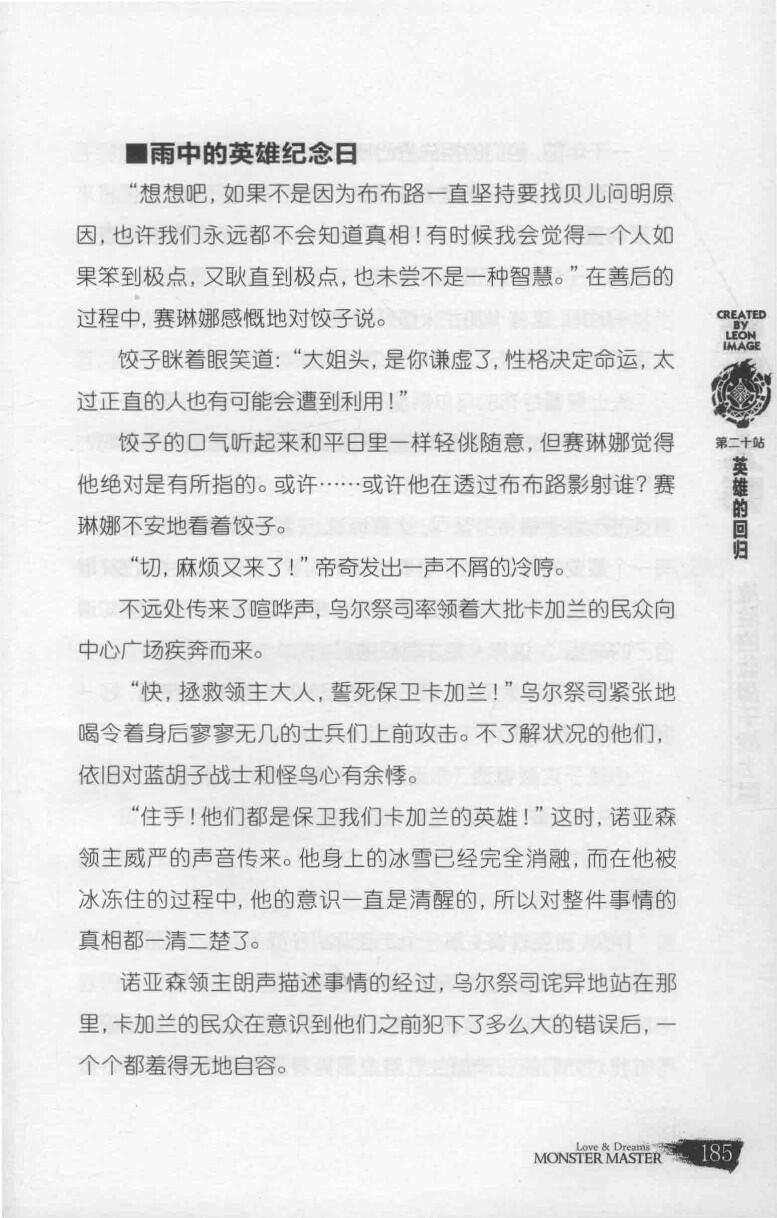 ■雨中的英雄纪念日
“想想吧，如果不是因为布布路一直坚持要找贝儿问明原
因，也许我们永远都不会知道真相！有时候我会觉得一个人如
果笨到极点，又耿直到极点，也未尝不是一种智慧。”在善后的
过程中，赛琳娜感慨地对饺子说。
饺子眯着眼笑道：“大姐头，是你谦虚了，性格决定命运，太
过正直的人也有可能会遭到利用！”
饺子的口气听起来和平日里一样轻佻随意，但赛琳娜觉得
他绝对是有所指的。或许……或许他在透过布布路影射谁？赛
琳娜不安地看着饺子。
“切，麻烦又来了！”帝奇发出一声不屑的冷哼。
不远处传来了喧哗声，乌尔祭司率领着大批卡加兰的民众向
中心广场疾奔而来。
“快，拯救领主大人，誓死保卫卡加兰！”乌尔祭司紧张地
喝令着身后寥寥无几的士兵们上前攻击。不了解状况的他们，
依旧对蓝胡子战士和怪鸟心有余悸。
“住手！他们都是保卫我们卡加兰的英雄！”这时，诺亚森
领主威严的声音传来。他身上的冰雪已经完全消融，而在他被
冰冻住的过程中，他的意识一直是清醒的，所以对整件事情的
真相都一清二楚了。
诺亚森领主朗声描述事情的经过，乌尔祭司诧异地站在那
里，卡加兰的民众在意识到他们之前犯下了多么大的错误后，一
个个都羞得无地自容。
CREATED
BY
LEON
IMAGE
第二十站
英雄的回归
Love & Dreams
MONSTER MASTER
185